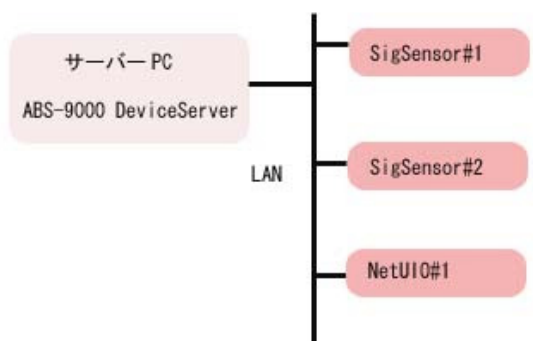 サーバーPC
ABS-9000 DeviceServer
LAN
SigSensor#1
SigSensor#2
NetUIO#1